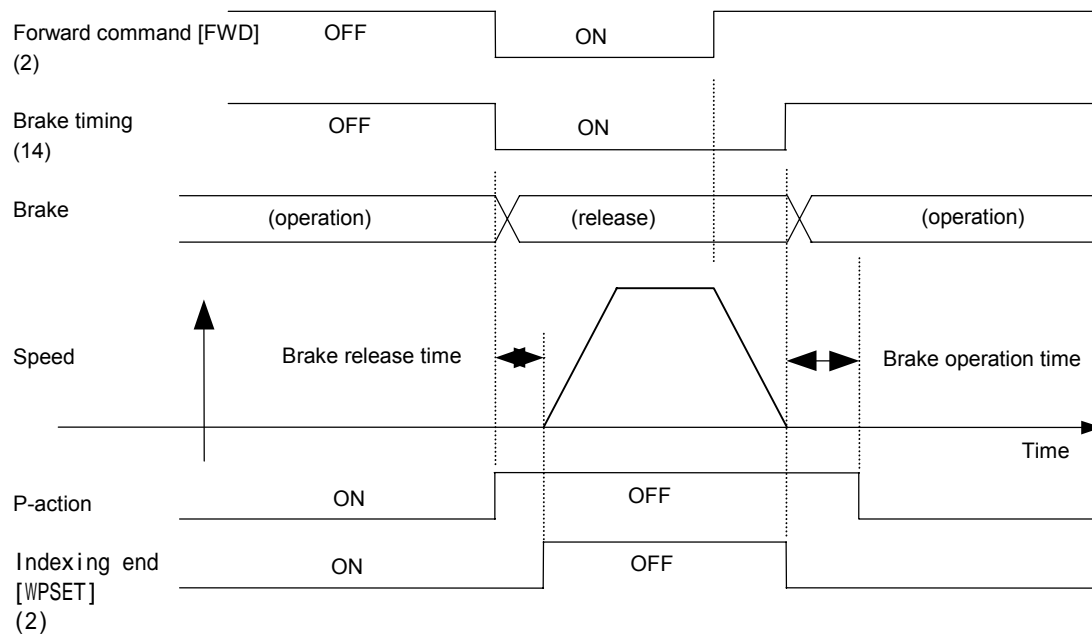 Forward command [FWD]
(2)
OFF
ON
Brake timing
(14)
OFF
ON
Brake
(operation)
(release)
(operation)
Speed
Brake release time
Brake operation time
Time
P-action
ON
OFF
Indexing end
[WPSET]
(2)
ON
OFF